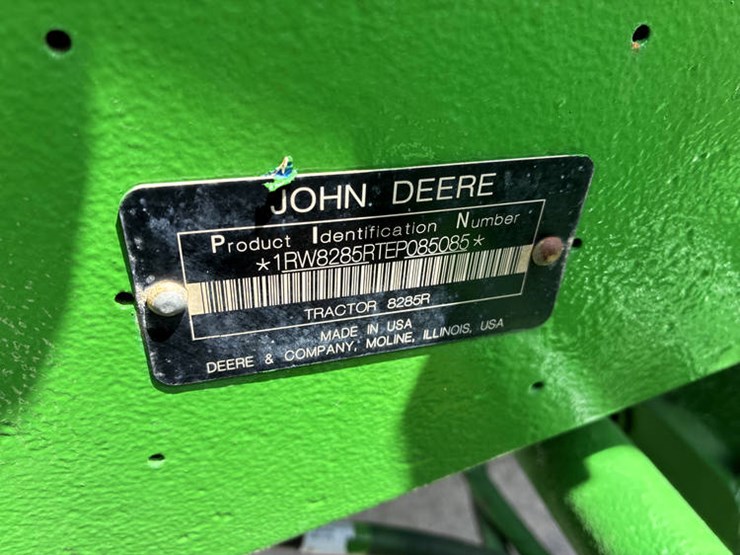 JOHN DEERE
Product Identification Number
*1RW8285RTEP085085*
TRACTOR 8285R
MADE IN USA
DEERE & COMPANY, MOLINE, ILLINOIS, USA